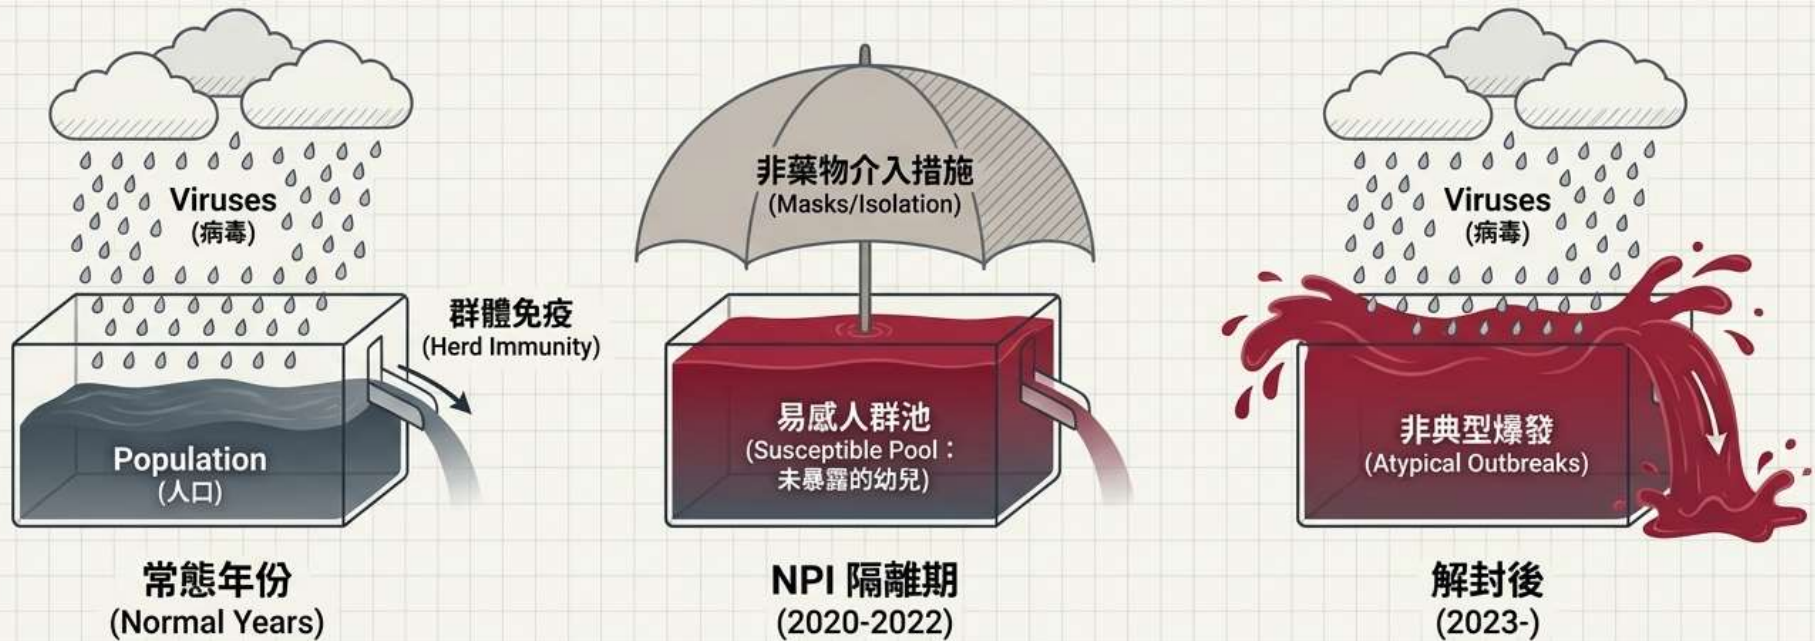 Viruses
(病毒)
群體免疫
(Herd Immunity)
Population
(人口)
常態年份
(Normal Years)
非藥物介入措施
(Masks/Isolation)
易感人群池
(Susceptible Pool：
未暴露的幼兒)
NPI 隔離期
(2020-2022)
Viruses
(病毒)
非典型爆發
(Atypical Outbreaks)
解封後
(2023-)